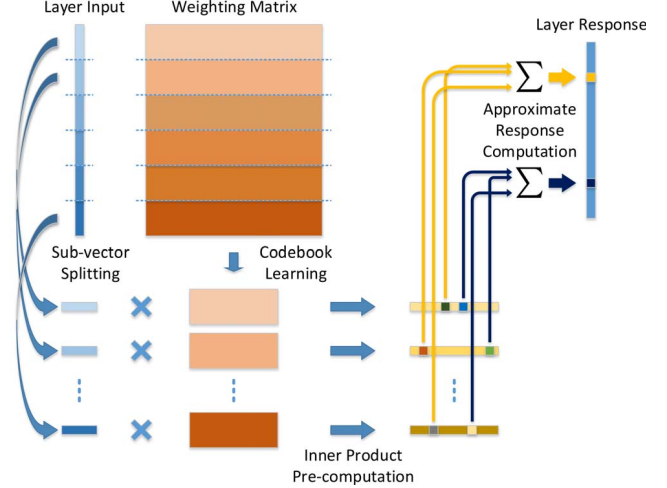 Layer Input
Weighting Matrix
Layer Response
Σ
Approximate
Response
Computation
Σ
Sub-vector
Splitting
Codebook
Learning
Inner Product
Pre-computation